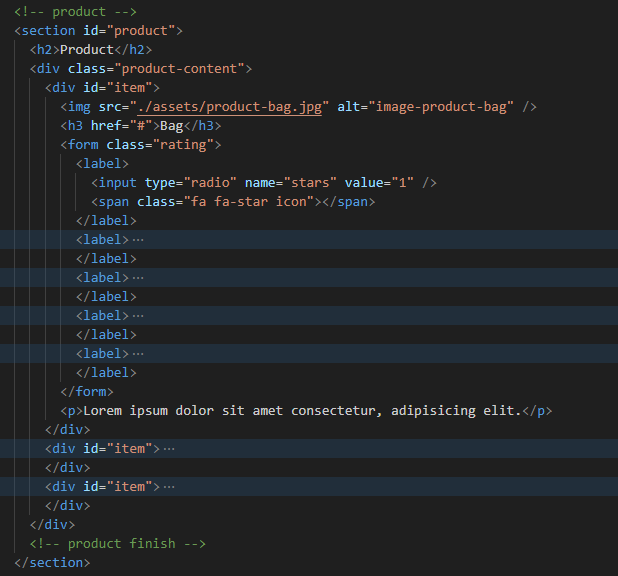 <!-- product -->
<section id="product">
<h2>Product</h2>
<div class="product-content">
<div id="item">
<img src="./assets/product-bag.jpg" alt="image-product-bag" />
<h3 href="#">Bag</h3>
<form class="rating">
<label>
<input type="radio" name="stars" value="1" />
<span class="fa fa-star icon"></span>
</label>
<label>⋯
</label>
<label>⋯
</label>
<label>⋯
</label>
<label>⋯
</label>
</form>
<p>Lorem ipsum dolor sit amet consectetur, adipisicing elit.</p>
</div>
<div id="item">⋯
</div>
<div id="item">⋯
</div>
</div>
<!-- product finish -->
</section>